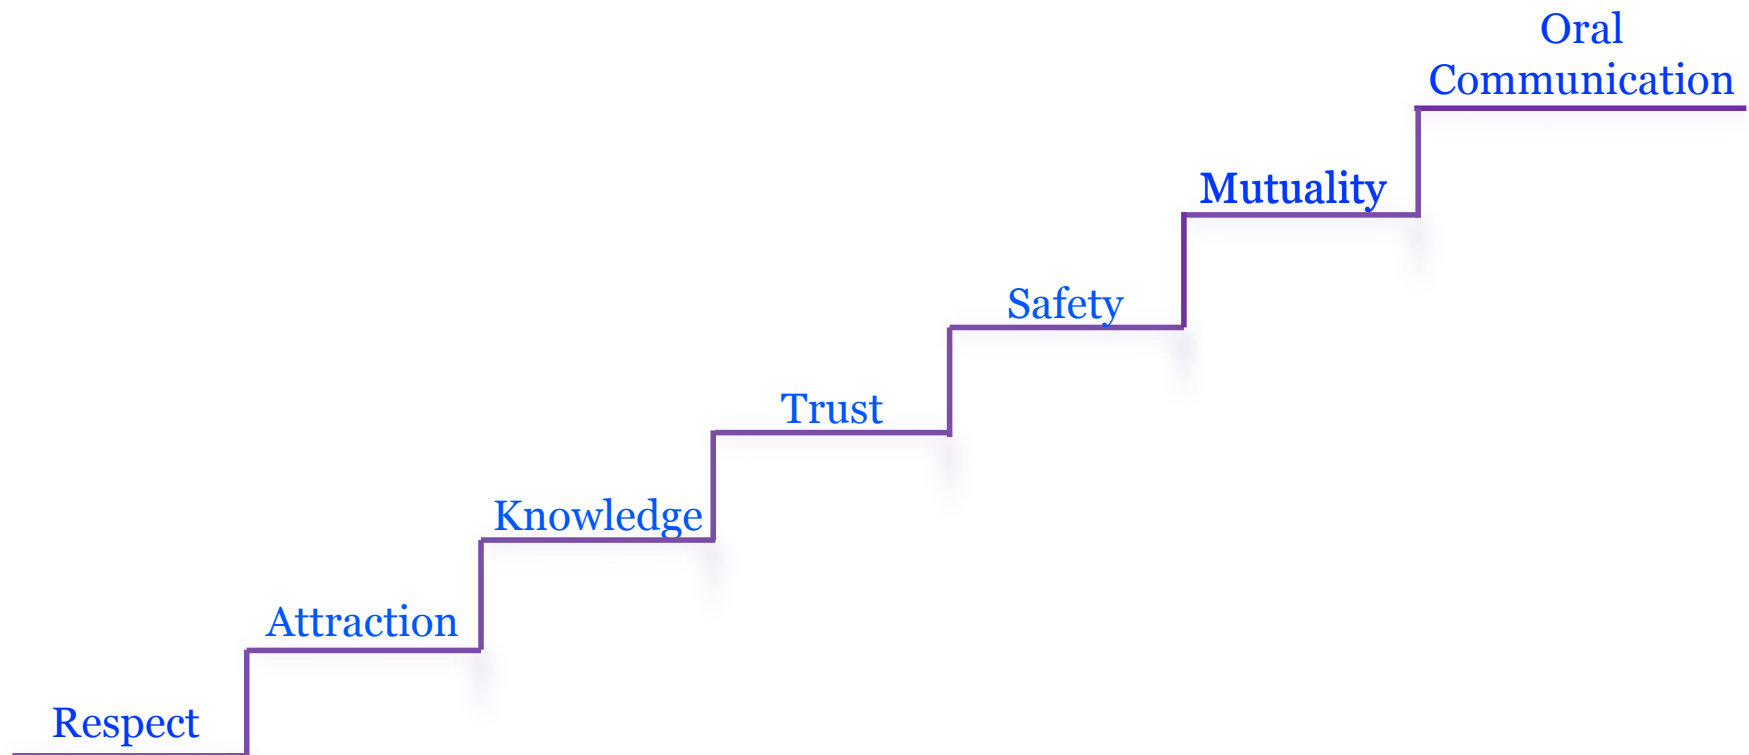 Oral
Communication
Mutuality
Safety
Trust
Knowledge
Attraction
Respect